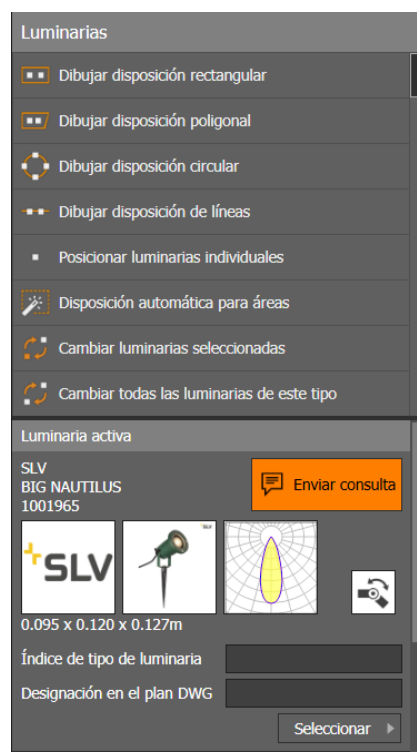 Luminarias
Dibujar disposición rectangular
Dibujar disposición poligonal
Dibujar disposición circular
Dibujar disposición de líneas
Posicionar luminarias individuales
Disposición automática para áreas
Cambiar luminarias seleccionadas
Cambiar todas las luminarias de este tipo
Luminaria activa
SLV
BIG NAUTILUS
1001965
Enviar consulta
SLV
SLV
0.095 x 0.120 x 0.127m
Índice de tipo de luminaria
Designación en el plan DWG
Seleccionar